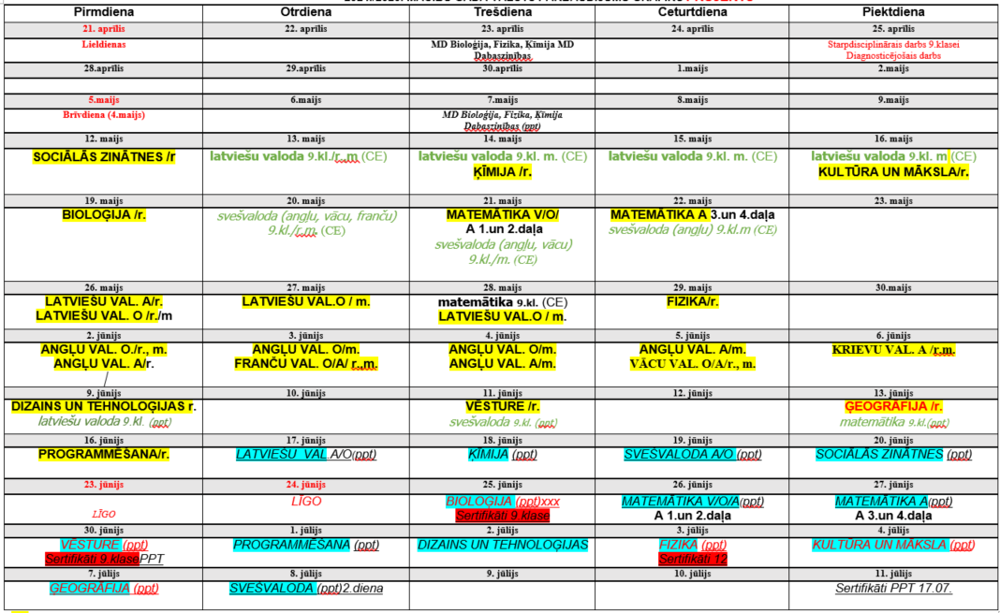 Pirmdiena Otrdiena Trešdiena Ceturtdiena Piektdiena
21. aprīlis 22. aprīlis 23. aprīlis 24. aprīlis 25. aprīlis
Lieldienas
MD Bioloģija, Fizika, Ķīmija MD
Dabaszinības
Starpdisciplinārais darbs 9.klasei
Diagnosticējošais darbs
28.aprīlis 29.aprīlis 30.aprīlis 1.maijs 2.maijs
5.maijs 6.maijs 7.maijs 8.maijs 9.maijs
Brīvdiena (4.maijs)
MD Bioloģija, Fizika, Ķīmija
Dabaszinības (ppt)
12. maijs 13. maijs 14. maijs 15. maijs 16. maijs
SOCIĀLĀS ZINĀTNES /r
latviešu valoda 9.kl./r.,m (CE)
latviešu valoda 9.kl. m. (CE)
ĶĪMIJA /r.
latviešu valoda 9.kl. m. (CE)
latviešu valoda 9.kl. m (CE)
KULTŪRA UN MĀKSLA/r.
19. maijs 20. maijs 21. maijs 22. maijs 23. maijs
BIOLOĢIJA /r.
svešvaloda (angļu, vācu, franču)
9.kl./r.m. (CE)
MATEMĀTIKA V/O/
A 1.un 2.daļa
svešvaloda (angļu, vācu)
9.kl./m. (CE)
MATEMĀTIKA A 3.un 4.daļa
svešvaloda (angļu) 9.kl.m (CE)
26. maijs 27. maijs 28. maijs 29. maijs 30.maijs
LATVIEŠU VAL. A/r.
LATVIEŠU VAL. O /r./m
LATVIEŠU VAL.O / m.
matemātika 9.kl. (CE)
LATVIEŠU VAL.O / m.
FIZIKA/r.
2. jūnijs 3. jūnijs 4. jūnijs 5. jūnijs 6. jūnijs
ANGĻU VAL. O./r., m.
ANGĻU VAL. A/r.
/
ANGĻU VAL. O/m.
FRANČU VAL. O/A/ r.,m.
ANGĻU VAL. O/m.
ANGĻU VAL. A/m.
ANGĻU VAL. A/m.
VĀCU VAL. O/A/r., m.
KRIEVU VAL. A /r.m.
9. jūnijs 10. jūnijs 11. jūnijs 12. jūnijs 13. jūnijs
DIZAINS UN TEHNOLOĢIJAS r.
latviešu valoda 9.kl. (ppt)
VĒSTURE /r.
svešvaloda 9.kl. (ppt)
ĢEOGRĀFIJA /r.
matemātika 9.kl.(ppt)
16. jūnijs 17. jūnijs 18. jūnijs 19. jūnijs 20. jūnijs
PROGRAMMĒŠANA/r.
LATVIEŠU VAL.A/O(ppt)
ĶĪMIJA (ppt)
SVEŠVALODA A/O (ppt)
SOCIĀLĀS ZINĀTNES (ppt)
23. jūnijs 24. jūnijs 25. jūnijs 26. jūnijs 27. jūnijs
LĪGO
LĪGO
BIOLOĢIJA (ppt)xxx
Sertifikāti 9.klase
MATEMĀTIKA V/O/A(ppt)
A 1.un 2.daļa
MATEMĀTIKA A(ppt)
A 3.un 4.daļa
30. jūnijs 1. jūlijs 2. jūlijs 3. jūlijs 4. jūlijs
VĒSTURE (ppt)
Sertifikāti 9.klasePPT
PROGRAMMĒŠANA (ppt)
DIZAINS UN TEHNOLOĢIJAS
FIZIKA (ppt)
Sertifikāti 12
KULTŪRA UN MĀKSLA (ppt)
7. jūlijs 8. jūlijs 9. jūlijs 10. jūlijs 11. jūlijs
ĢEOGRĀFIJA (ppt)
SVEŠVALODA (ppt)2.diena
Sertifikāti PPT 17.07.